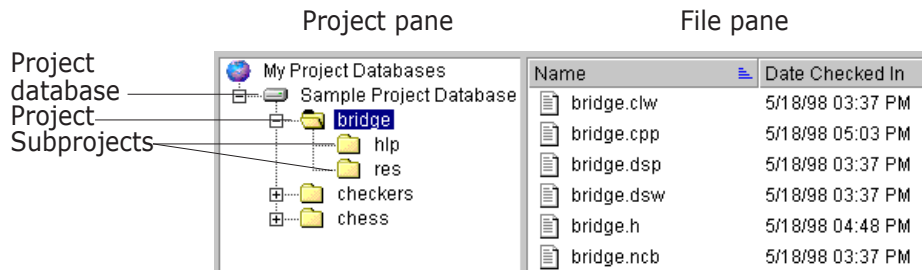 Project pane
File pane
Project
database
Project
Subprojects
My Project Databases
Sample Project Database
bridge
hlp
res
checkers
chess
Name Date Checked In
bridge.clw 5/18/98 03:37 PM
bridge.cpp 5/18/98 05:03 PM
bridge.dsp 5/18/98 03:37 PM
bridge.dsw 5/18/98 03:37 PM
bridge.h 5/18/98 04:48 PM
bridge.ncb 5/18/98 03:37 PM